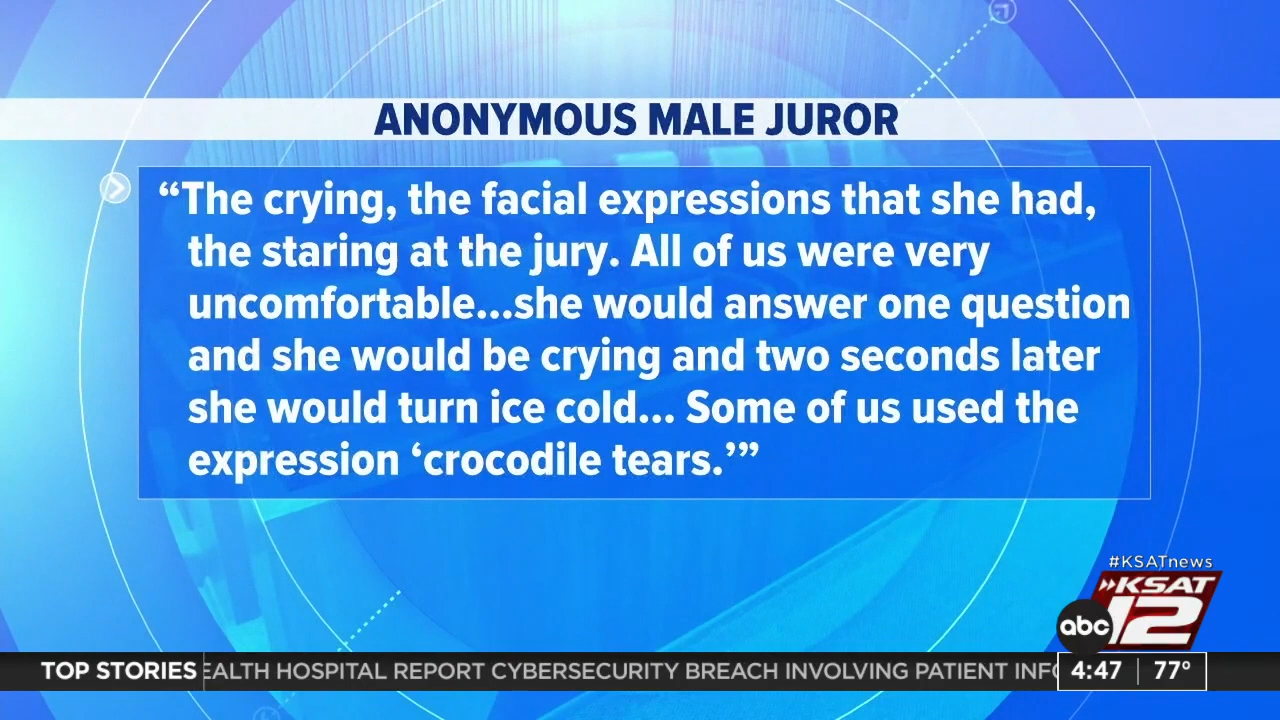 ANONYMOUS MALE JUROR
“The crying, the facial expressions that she had,
the staring at the jury. All of us were very
uncomfortable...she would answer one question
and she would be crying and two seconds later
she would turn ice cold... Some of us used the
expression ‘crocodile tears.’”
#KSATnews
KSAT
abc 12
TOP STORIES EALTH HOSPITAL REPORT CYBERSECURITY BREACH INVOLVING PATIENT INFO 4:47 77°